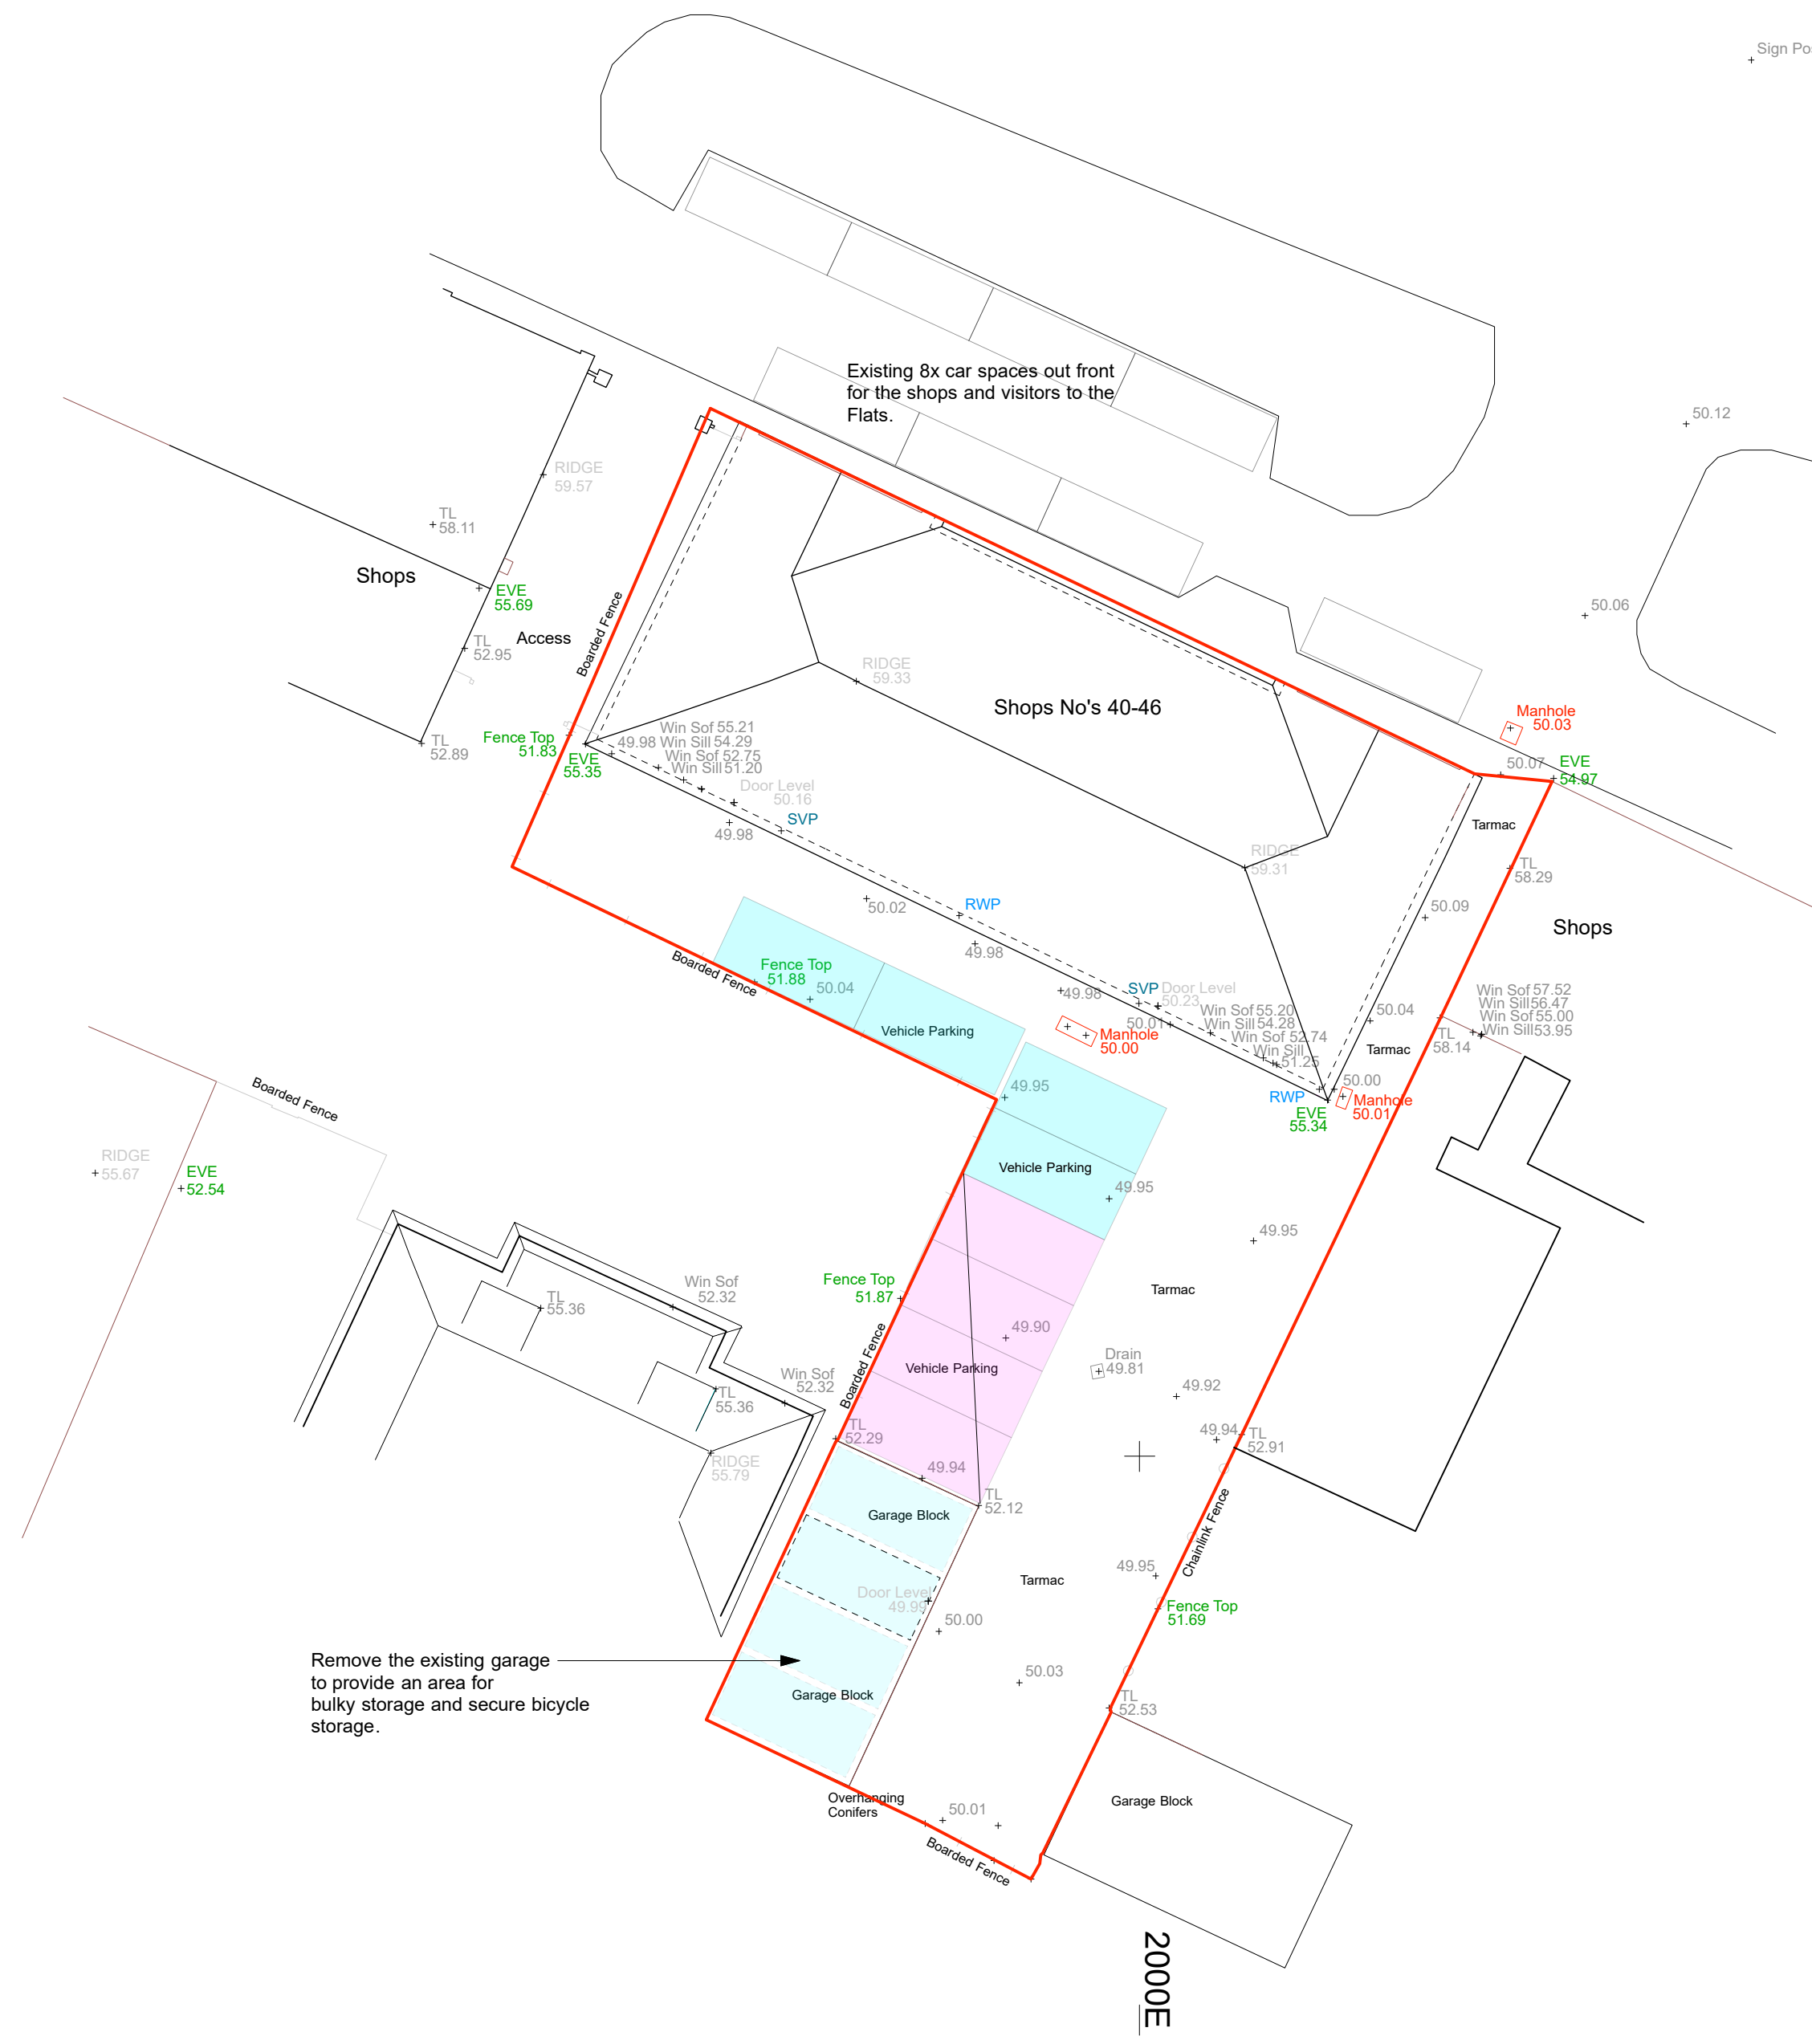 Sign Po
Existing 8x car spaces out front
for the shops and visitors to the
Flats.
50.12
RIDGE
59.57
TL
58.11
Shops
EVE
55.69
50.06
TL
52.95
Access
Boarded Fence
RIDGE
59.33
Shops No's 40-46
Manhole
50.03
Fence Top
51.83
TL
52.89
EVE
55.35
49.98
Win Sof 55.21
Win Sill 54.29
Win Sof 52.75
Win Sill 51.20
Door Level
50.16
SVP
49.98
50.07
EVE
54.97
Tarmac
RIDGE
59.31
TL
58.29
50.02
RWP
49.98
50.09
Shops
Boarded Fence
Fence Top
51.88
50.04
Vehicle Parking
49.98
SVP
Door Level
50.23
50.01
Win Sof 55.20
Win Sill 54.28
Win Sof 52.74
Win Sill
51.25
Manhole
50.00
50.04
Tarmac
TL
58.14
Win Sof 57.52
Win Sill 56.47
Win Sof 55.00
Win Sill 53.95
49.95
RWP
EVE
55.34
50.00
Manhole
50.01
Boarded Fence
RIDGE
55.67
EVE
52.54
Vehicle Parking
49.95
49.95
Win Sof
52.32
TL
55.36
Fence Top
51.87
Tarmac
49.90
Boarded Fence
Vehicle Parking
Drain
49.81
Win Sof
52.32
TL
55.36
49.92
TL
52.29
49.94
TL
52.91
RIDGE
55.79
49.94
TL
52.12
Garage Block
Chainlink Fence
Tarmac
49.95
Door Level
49.99
50.00
Fence Top
51.69
Remove the existing garage
to provide an area for
bulky storage and secure bicycle
storage.
50.03
Garage Block
TL
52.53
Overhanging
Conifers
50.01
Garage Block
Boarded Fence
2000E